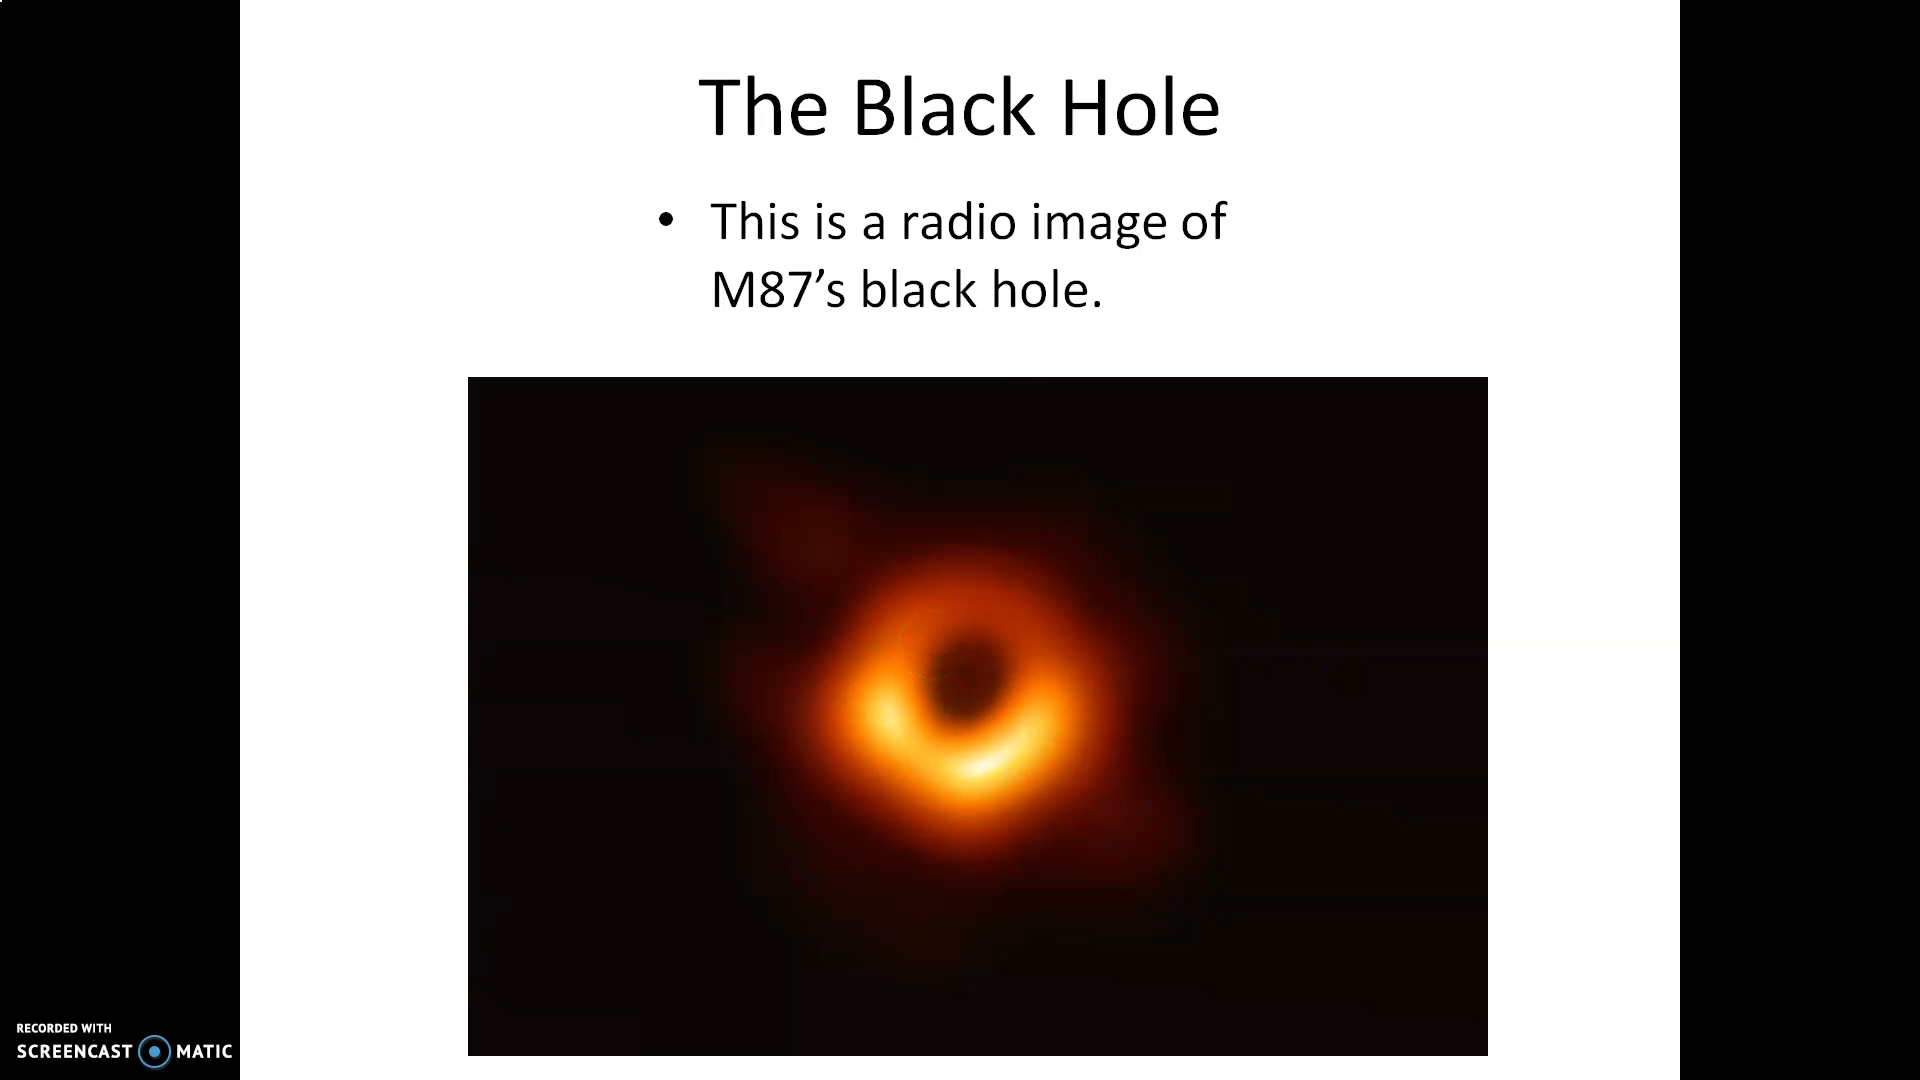 The Black Hole
• This is a radio image of
M87’s black hole.
RECORDED WITH
SCREENCAST MATIC